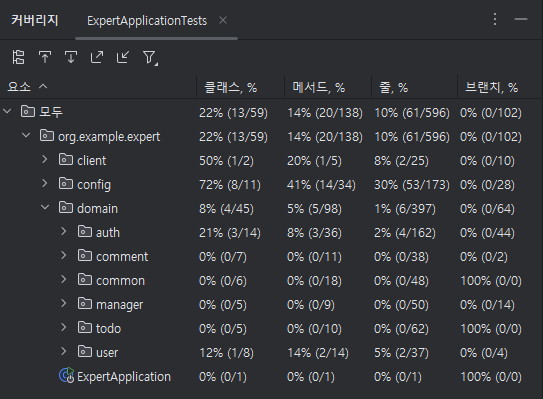 커버리지 ExpertApplicationTests
요소 클래스, % 메서드, % 줄, % 브랜치, %
모두 22% (13/59) 14% (20/138) 10% (61/596) 0% (0/102)
org.example.expert 22% (13/59) 14% (20/138) 10% (61/596) 0% (0/102)
client 50% (1/2) 20% (1/5) 8% (2/25) 0% (0/10)
config 72% (8/11) 41% (14/34) 30% (53/173) 0% (0/28)
domain 8% (4/45) 5% (5/98) 1% (6/397) 0% (0/64)
auth 21% (3/14) 8% (3/36) 2% (4/162) 0% (0/44)
comment 0% (0/7) 0% (0/11) 0% (0/38) 0% (0/2)
common 0% (0/6) 0% (0/18) 0% (0/48) 100% (0/0)
manager 0% (0/5) 0% (0/9) 0% (0/50) 0% (0/14)
todo 0% (0/5) 0% (0/10) 0% (0/62) 100% (0/0)
user 12% (1/8) 14% (2/14) 5% (2/37) 0% (0/4)
ExpertApplication 0% (0/1) 0% (0/1) 0% (0/1) 100% (0/0)